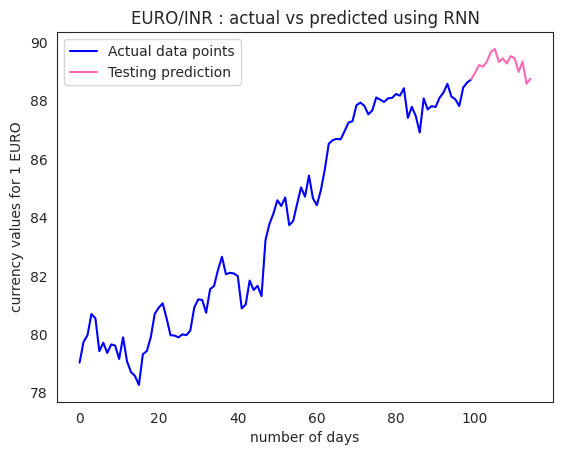 EURO/INR : actual vs predicted using RNN
Actual data points
Testing prediction
currency values for 1 EURO
90
88
86
84
82
80
78
0 20 40 60 80 100
number of days